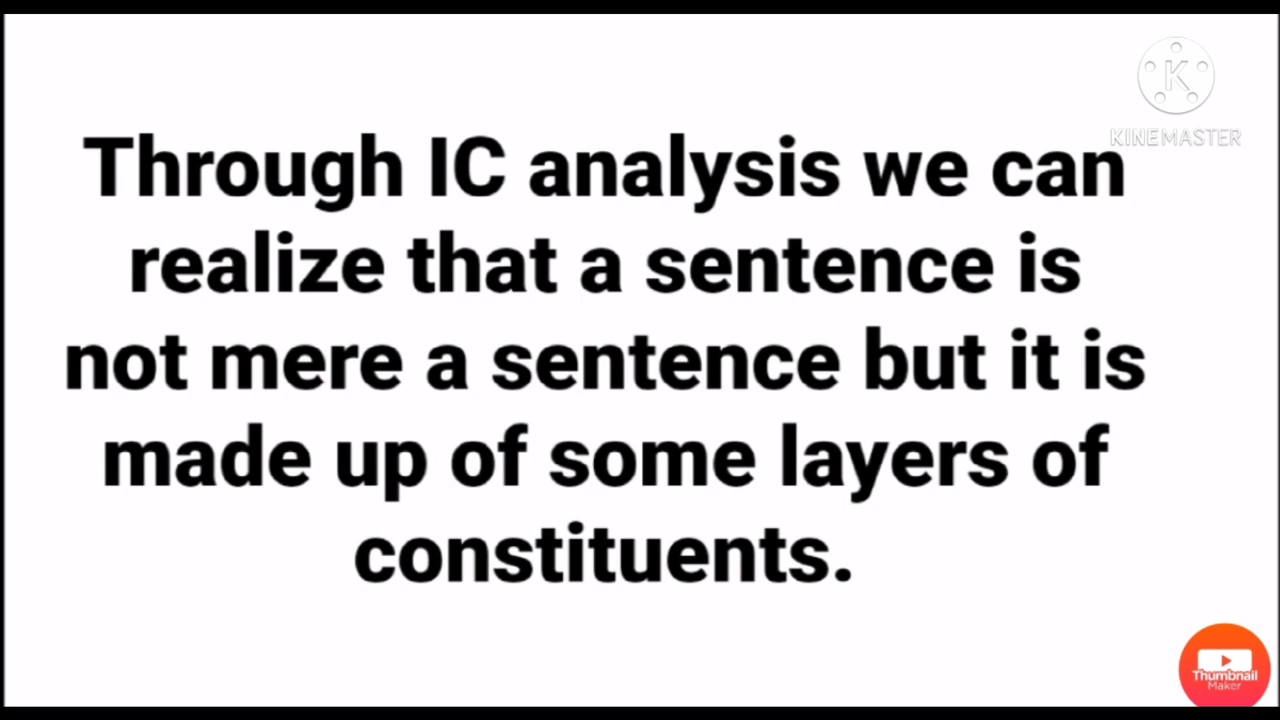 KINEMASTER
Through IC analysis we can
realize that a sentence is
not mere a sentence but it is
made up of some layers of
constituents.
Thumbnail
Maker